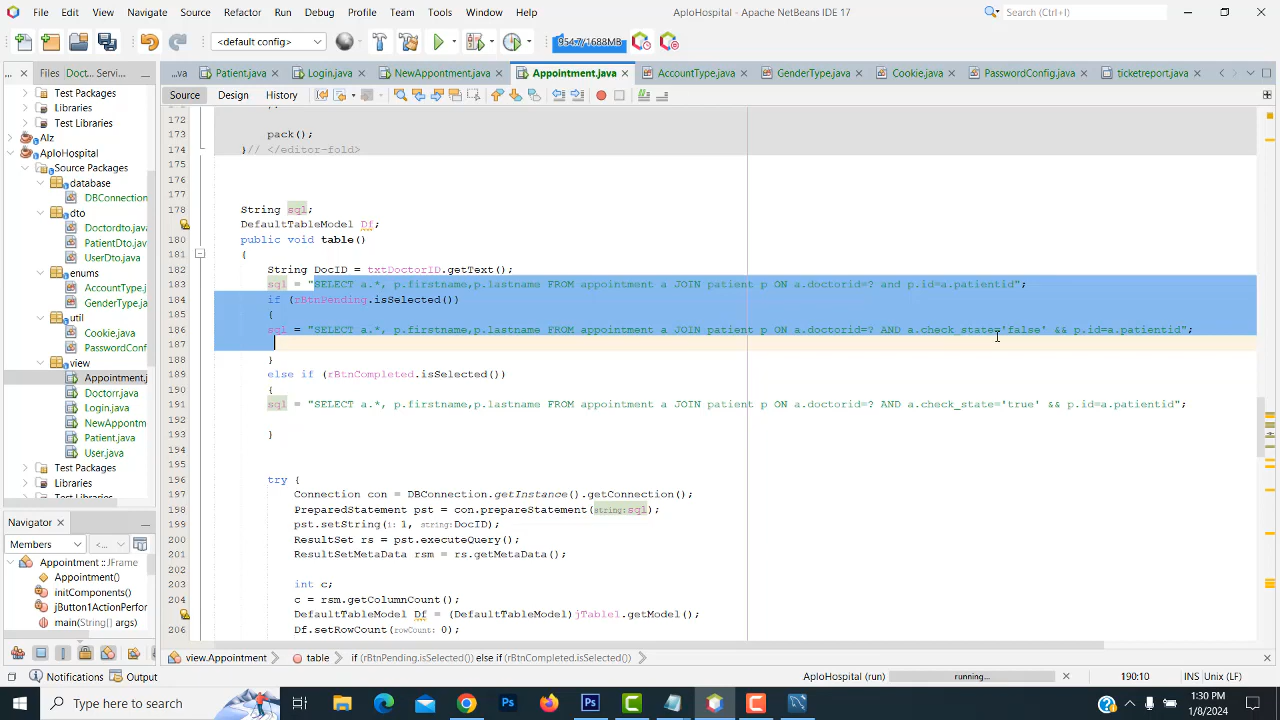 File Edit View Navigate Source Refactor Run Debug Profile Team Tools Window Help
AploHospital - Apache NetBeans IDE 17
Search (Ctrl+I)
<default config>
954.7/1688MB
Files Doct... Servi...
...va Patient.java Login.java NewAppontment.java Appointment.java AccountType.java GenderType.java Cookie.java PasswordConfig.java ticketreport.java
Source Design History
Test Packages
Libraries
Test Libraries
Alz
AploHospital
Source Packages
database
DBConnection
dto
Doctordto.java
PatientDto.jav
UserDto.java
enums
AccountType.
GenderType.j
util
Cookie.java
PasswordConf
view
Appointment.j
Doctorr.java
Login.java
NewAppontm
Patient.java
User.java
Test Packages
Libraries
172
173 pack();
174 }// </editor-fold>
175
176
177
178 String sql;
DefaultTableModel Df;
180 public void table()
181 {
182 String DocID = txtDoctorID.getText();
183 sql = "SELECT a.*, p.firstname,p.lastname FROM appointment a JOIN patient p ON a.doctorid=? and p.id=a.patientid";
184 if (rBtnPending.isSelected())
185 {
186 sql = "SELECT a.*, p.firstname,p.lastname FROM appointment a JOIN patient p ON a.doctorid=? AND a.check_state='false' && p.id=a.patientid";
187
188 }
189 else if (rBtnCompleted.isSelected())
190 {
191 sql = "SELECT a.*, p.firstname,p.lastname FROM appointment a JOIN patient p ON a.doctorid=? AND a.check_state='true' && p.id=a.patientid";
192
193 }
194
195
196 try {
197 Connection con = DBConnection.getInstance().getConnection();
198 PreparedStatement pst = con.prepareStatement(string:sql);
199 pst.setString(i: 1, string:DocID);
200 ResultSet rs = pst.executeQuery();
201 ResultSetMetaData rsm = rs.getMetaData();
202
203 int c;
204 c = rsm.getColumnCount();
DefaultTableModel Df = (DefaultTableModel)jTable1.getModel();
206 Df.setRowCount(rowCount: 0);
Navigator
Members <...
Appointment :: JFrame
Appointment()
initComponents()
jButton1ActionPerfor
main(String[] args)
view.Appointment table if (rBtnPending.isSelected()) else if (rBtnCompleted.isSelected())
Notifications Output
AploHospital (run) running...
190:10 INS Unix (LF)
Type here to search
1:30 PM
1/8/2024